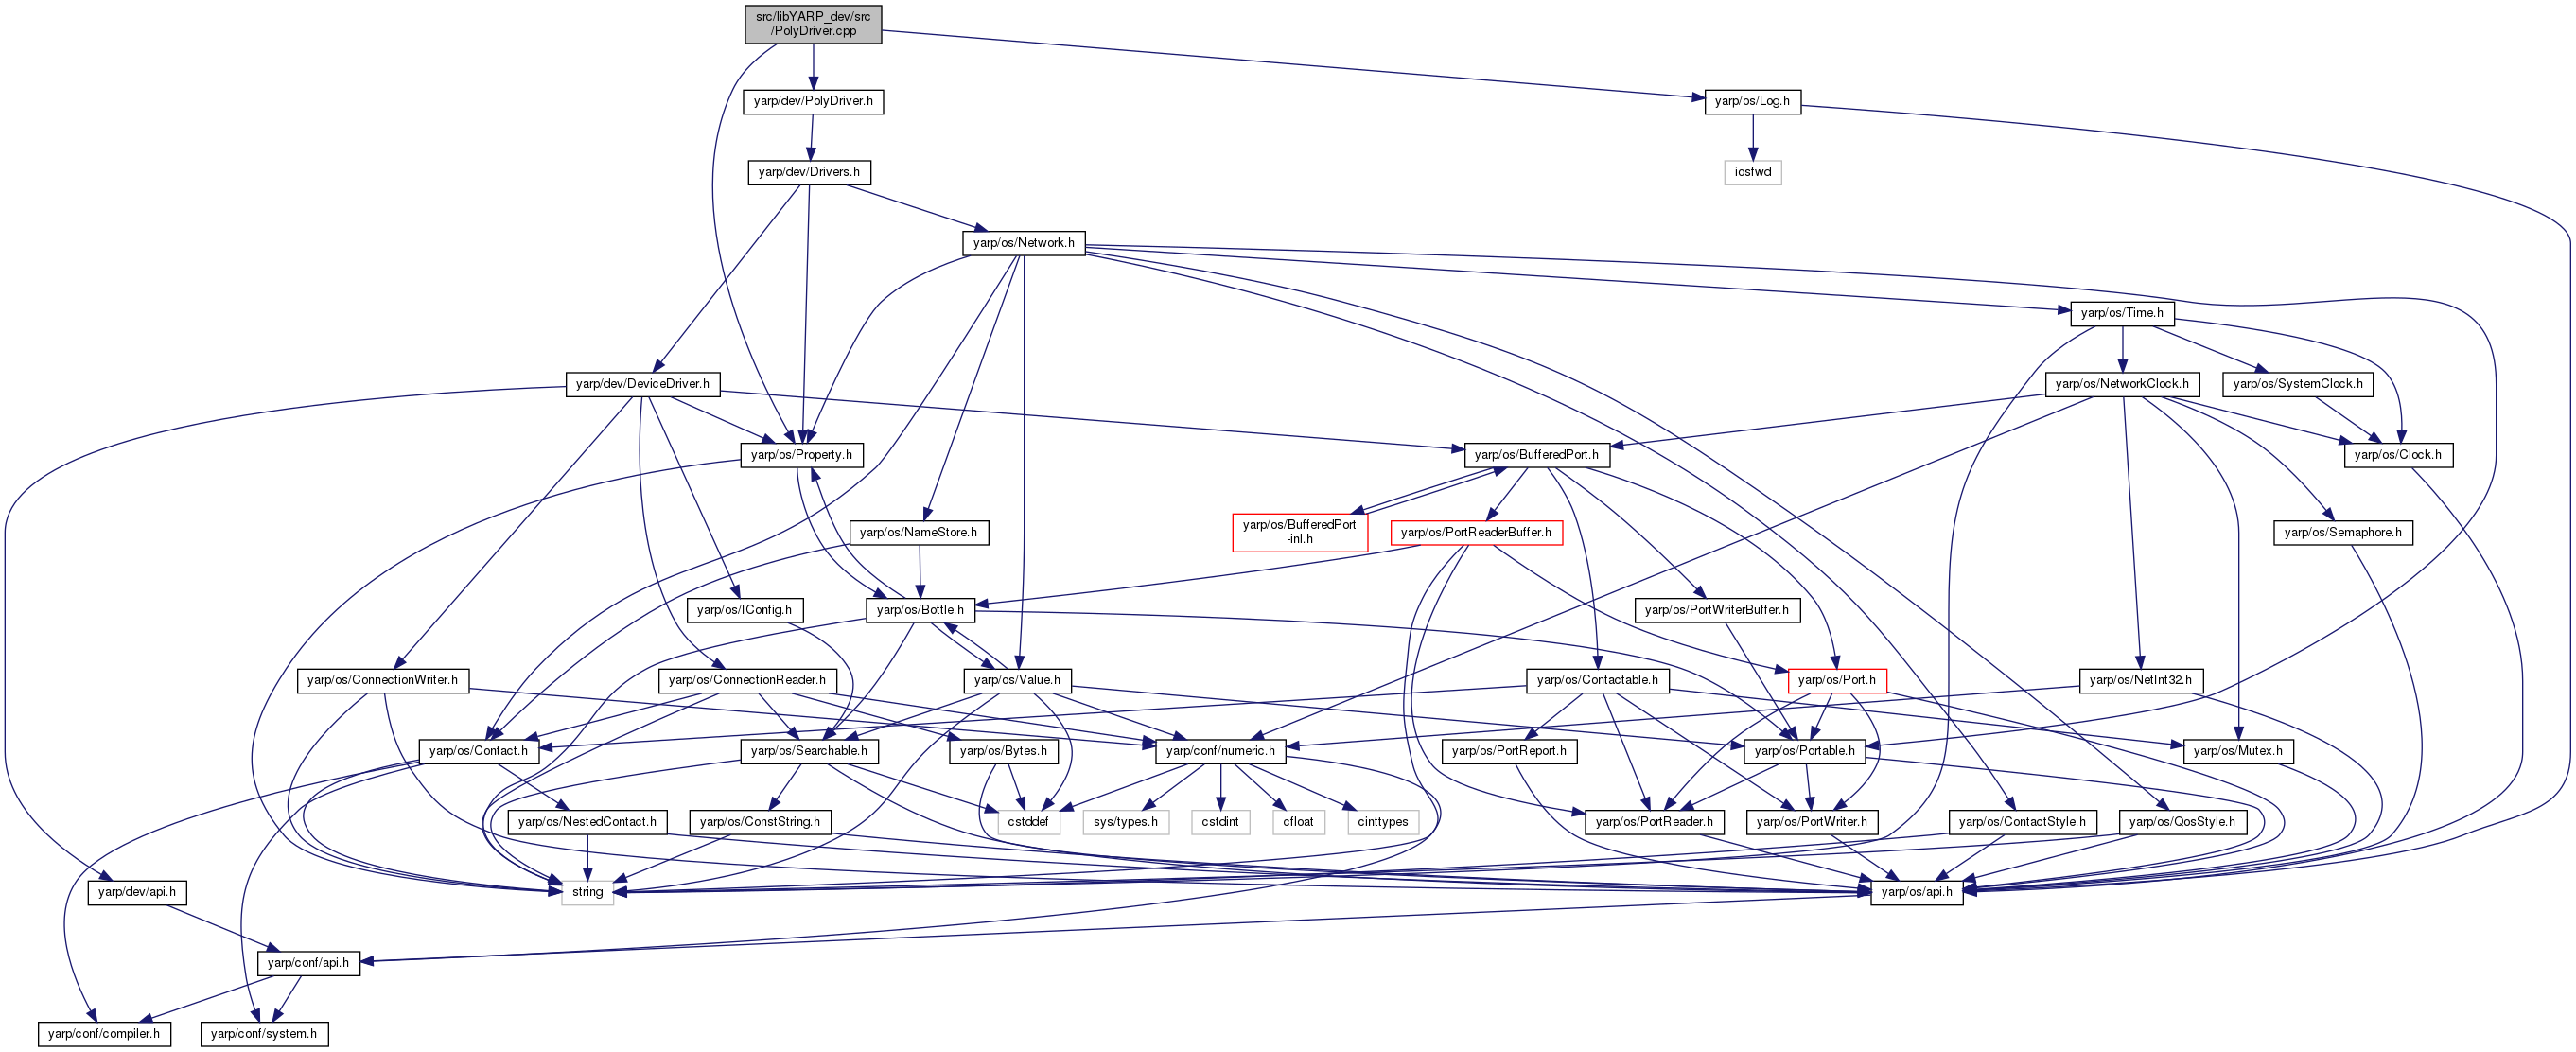 src/libYARP_dev/src
/PolyDriver.cpp
yarp/dev/PolyDriver.h
yarp/os/Log.h
yarp/dev/Drivers.h
iosfwd
yarp/os/Network.h
yarp/os/Time.h
yarp/dev/DeviceDriver.h
yarp/os/NetworkClock.h
yarp/os/SystemClock.h
yarp/os/Property.h
yarp/os/BufferedPort.h
yarp/os/Clock.h
yarp/os/NameStore.h
yarp/os/BufferedPort
-inl.h
yarp/os/PortReaderBuffer.h
yarp/os/Semaphore.h
yarp/os/IConfig.h
yarp/os/Bottle.h
yarp/os/PortWriterBuffer.h
yarp/os/ConnectionWriter.h
yarp/os/ConnectionReader.h
yarp/os/Value.h
yarp/os/Contactable.h
yarp/os/Port.h
yarp/os/NetInt32.h
yarp/os/Contact.h
yarp/os/Searchable.h
yarp/os/Bytes.h
yarp/conf/numeric.h
yarp/os/PortReport.h
yarp/os/Portable.h
yarp/os/Mutex.h
yarp/os/NestedContact.h
yarp/os/ConstString.h
cstddef
sys/types.h
cstdint
cfloat
cinttypes
yarp/os/PortReader.h
yarp/os/PortWriter.h
yarp/os/ContactStyle.h
yarp/os/QosStyle.h
yarp/dev/api.h
string
yarp/os/api.h
yarp/conf/api.h
yarp/conf/compiler.h
yarp/conf/system.h